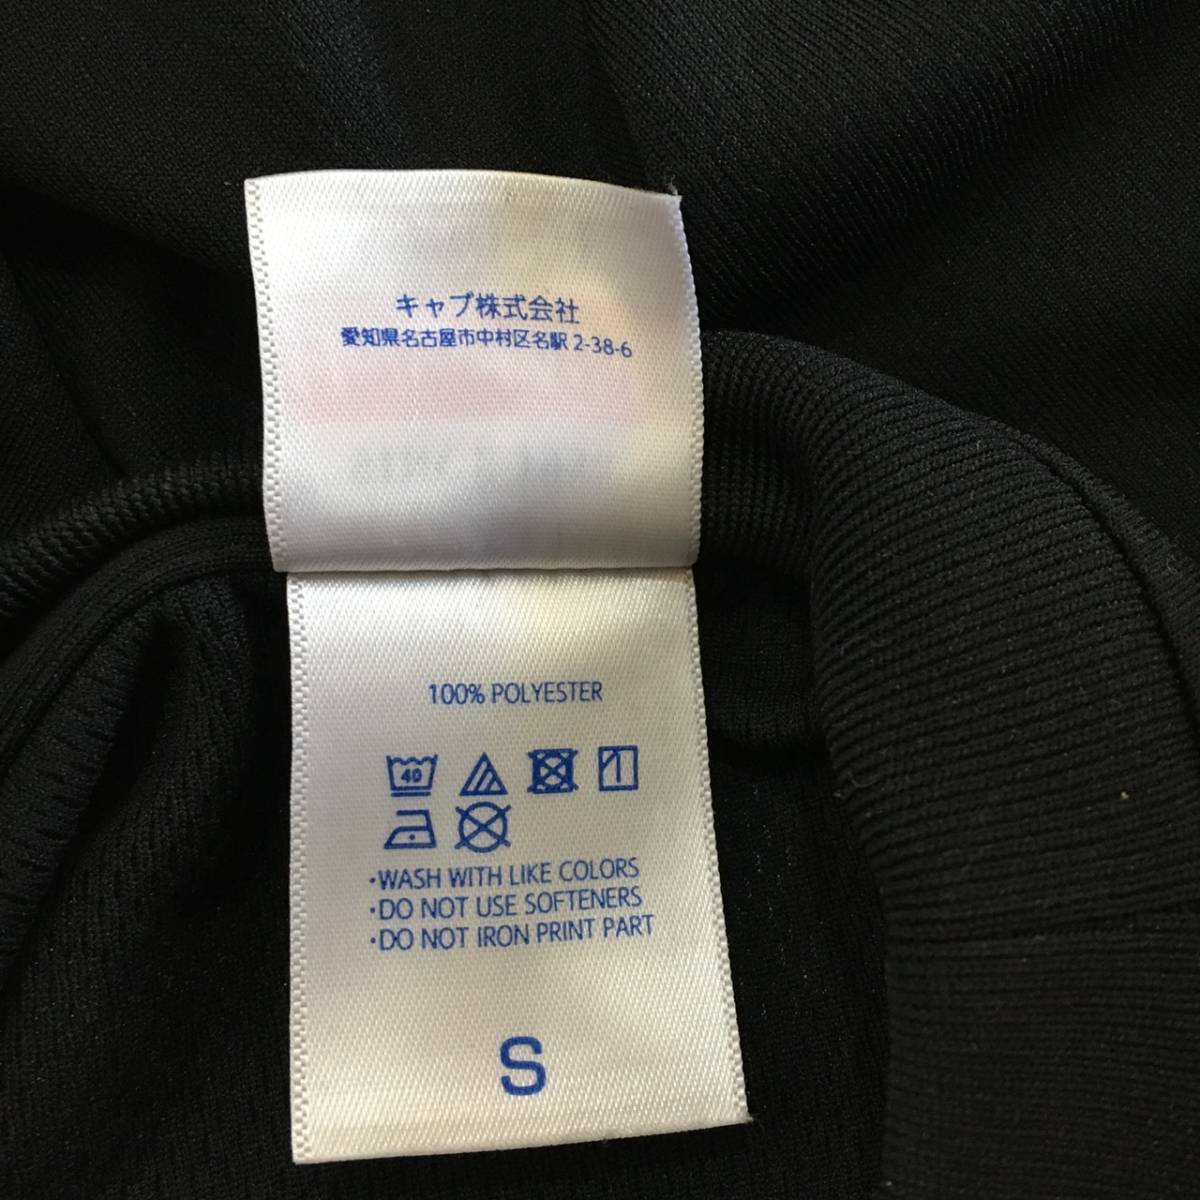 キャブ株式会社
愛知県名古屋市中村区名駅 2-38-6
100% POLYESTER
40
・WASH WITH LIKE COLORS
・DO NOT USE SOFTENERS
・DO NOT IRON PRINT PART
S